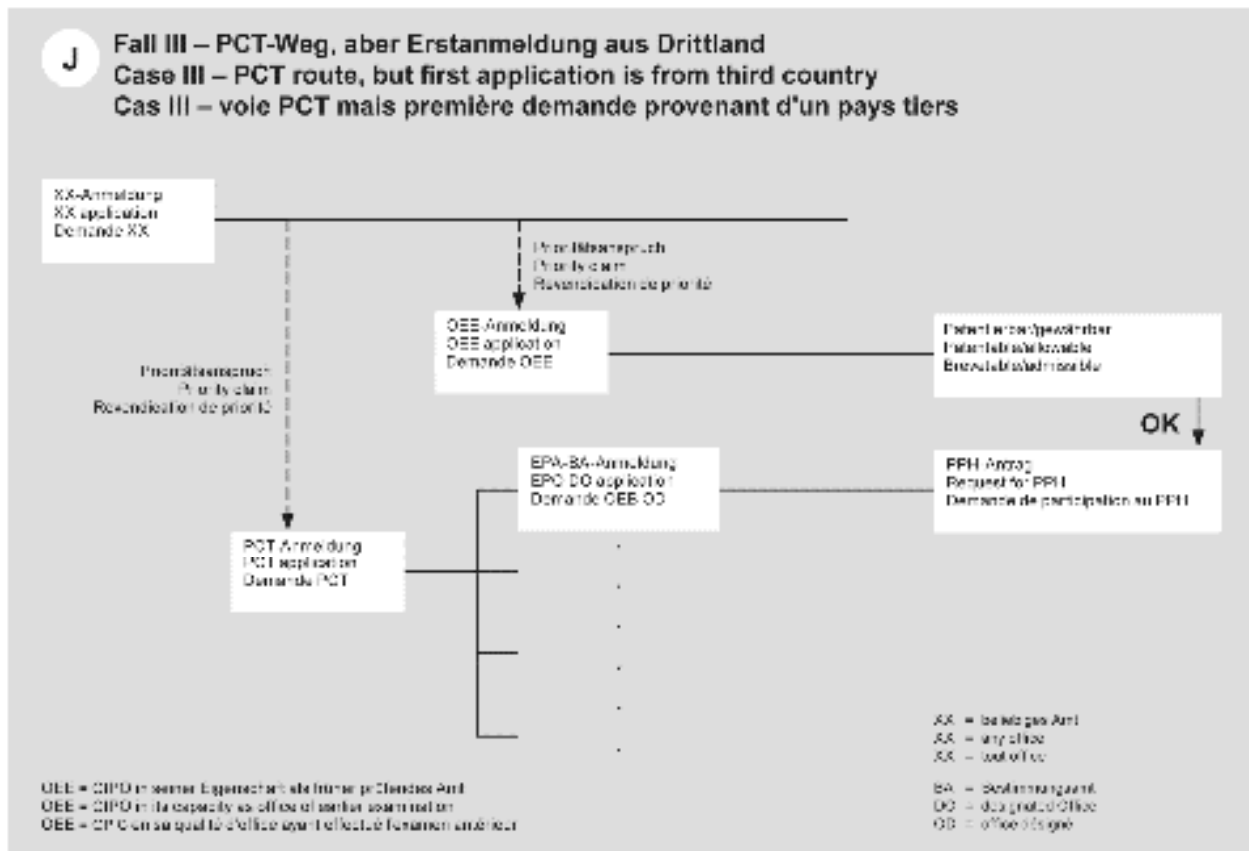 J
Fall III – PCT-Weg, aber Erstanmeldung aus Drittland
Case III – PCT route, but first application is from third country
Cas III – voie PCT mais première demande provenant d'un pays tiers
XX-Anmeldung
XX application
Demande XX
Prioritätsanspruch
Priority claim
Revendication de priorité
OEE-Anmeldung
OEE application
Demande OEE
Patentierbar/gewährbar
Patentable/allowable
Brevetable/admissible
Prioritätsanspruch
Priority claim
Revendication de priorité
OK
EPA-BA-Anmeldung
EPO DO application
Demande OEB OD
PPH-Antrag
Request for PPH
Demande de participation au PPH
PCT Anmeldung
PCT application
Demande PCT
XX = beliebiges Amt
XX = any office
XX = tout office
OEE = CIPO in seiner Eigenschaft als früher prüfendes Amt
OEE = CIPO in its capacity as office of earlier examination
OEE = OPIC en sa qualité d'office ayant effectué l'examen antérieur
BA = Bestimmungsamt
DO = designated Office
OD = office désigné